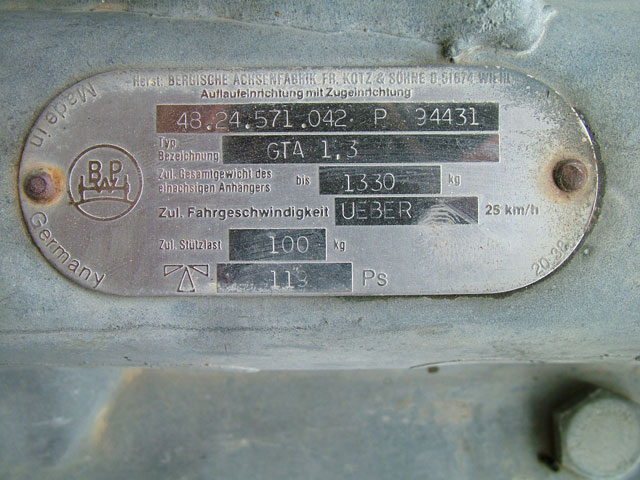 Herst. BERGISCHE ACHSENFABRIK FR. KOTZ & SÖHNE D 51674 WIEHL
Auflaufeinrichtung mit Zugeinrichtung
48.24.571.042 P 94431
Typ
Bezeichnung GTA 1.3
Zul. Gesamtgewicht des
einachsigen Anhängers bis 1330 kg
Zul. Fahrgeschwindigkeit UEBER 25 km/h
Zul. Stützlast 100 kg
Ps
Made in
Germany
BPW